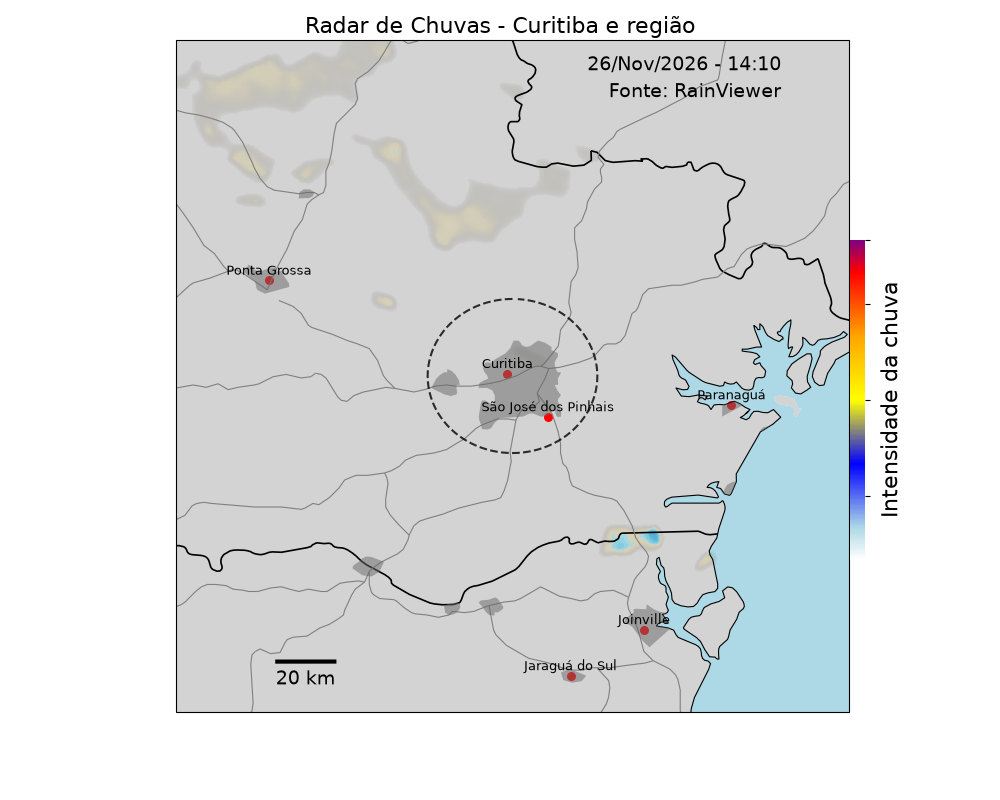 Radar de Chuvas - Curitiba e região
26/Nov/2026 - 14:10
Fonte: RainViewer
Ponta Grossa
Curitiba
São José dos Pinhais
Paranaguá
Intensidade da chuva
Joinville
Jaraguá do Sul
20 km